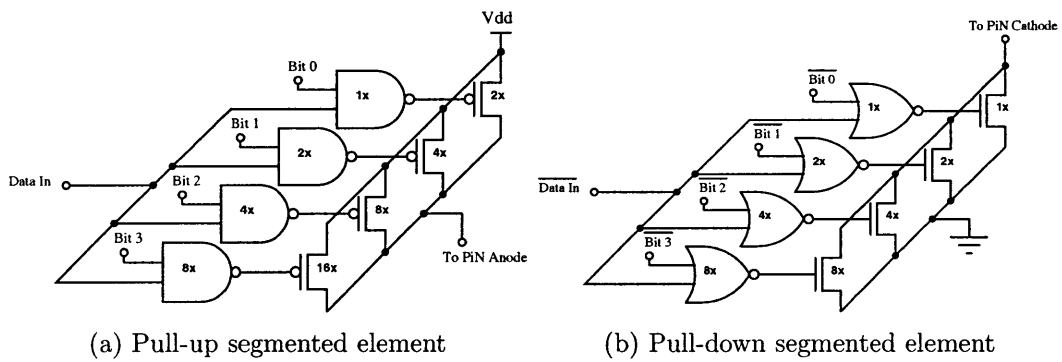 Vdd
Bit 0
1x
2x
Bit 1
2x
4x
Data In
Bit 2
4x
8x
Bit 3
8x
16x
To PiN Anode
(a) Pull-up segmented element
To PiN Cathode
Bit 0
1x
1x
Bit 1
2x
2x
Data In
Bit 2
4x
4x
Bit 3
8x
8x
(b) Pull-down segmented element